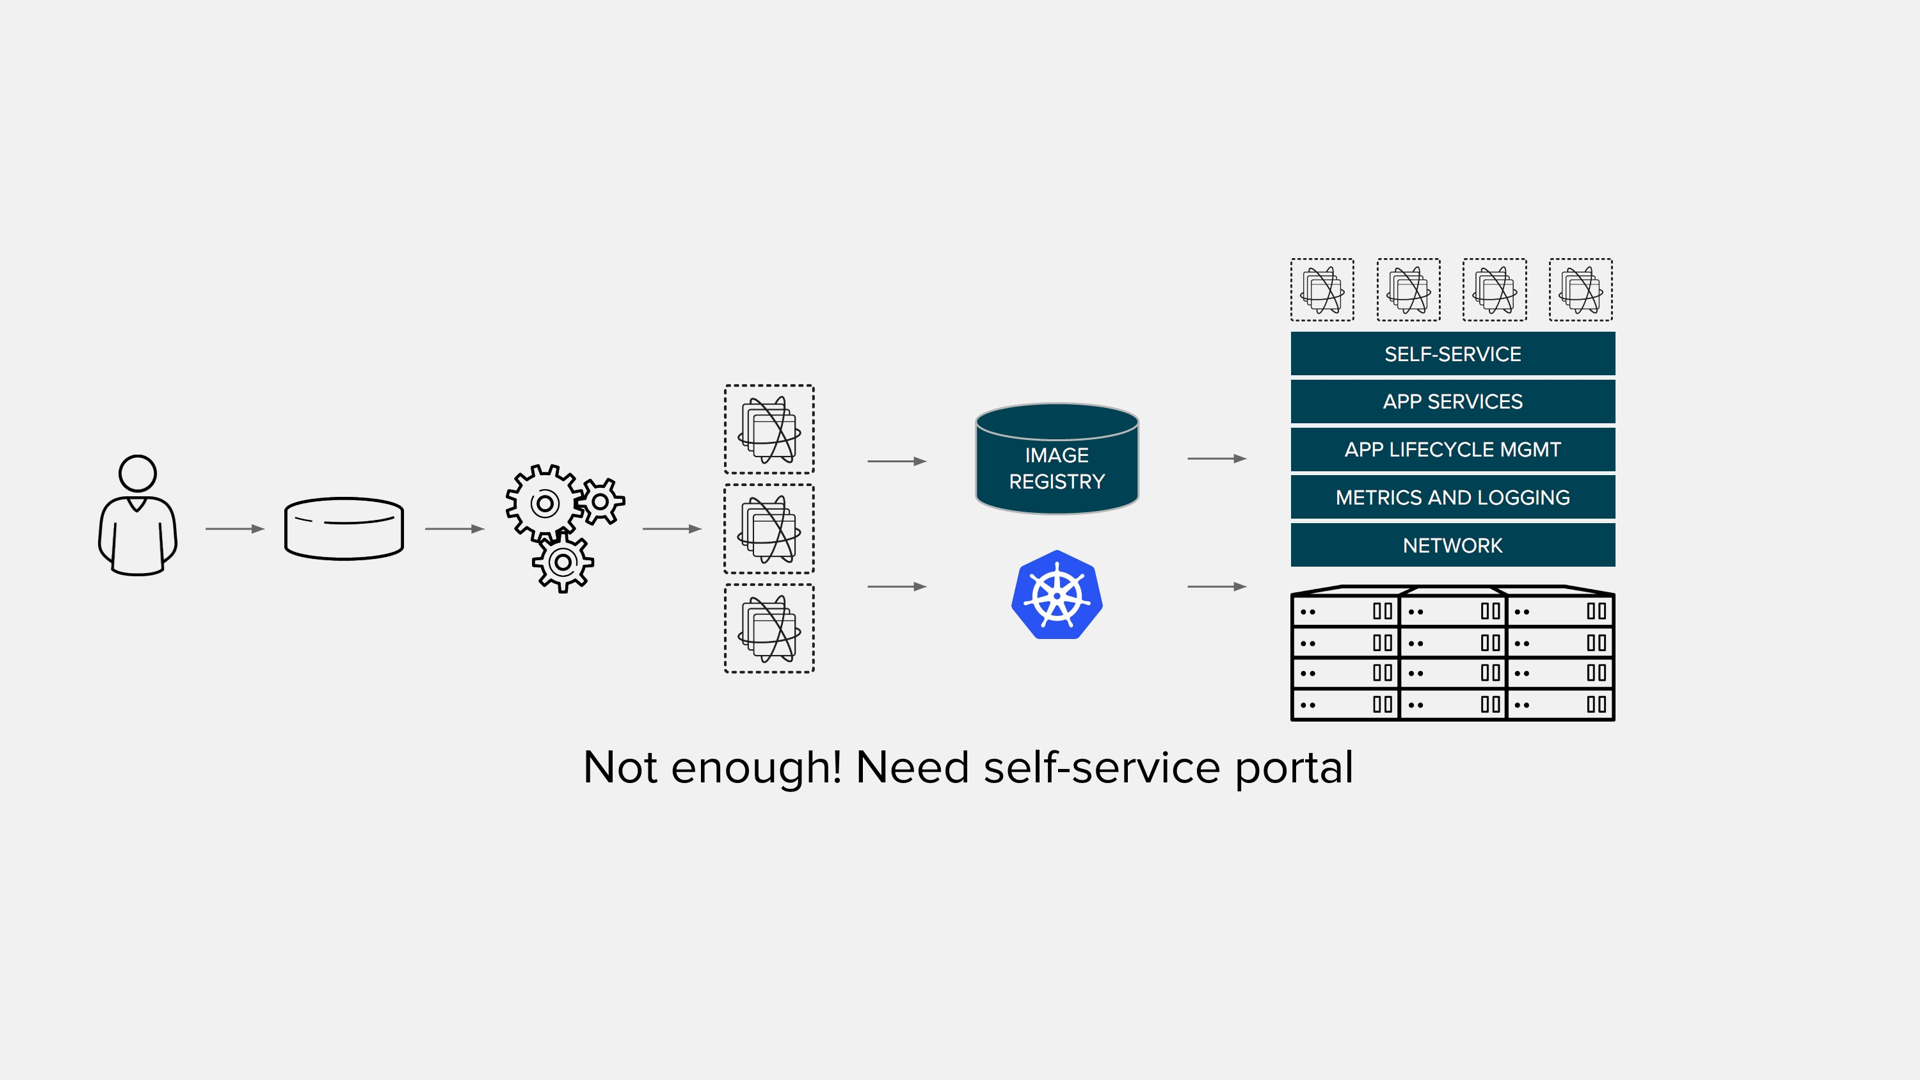 SELF-SERVICE
APP SERVICES
APP LIFECYCLE MGMT
METRICS AND LOGGING
NETWORK
IMAGE
REGISTRY
Not enough! Need self-service portal